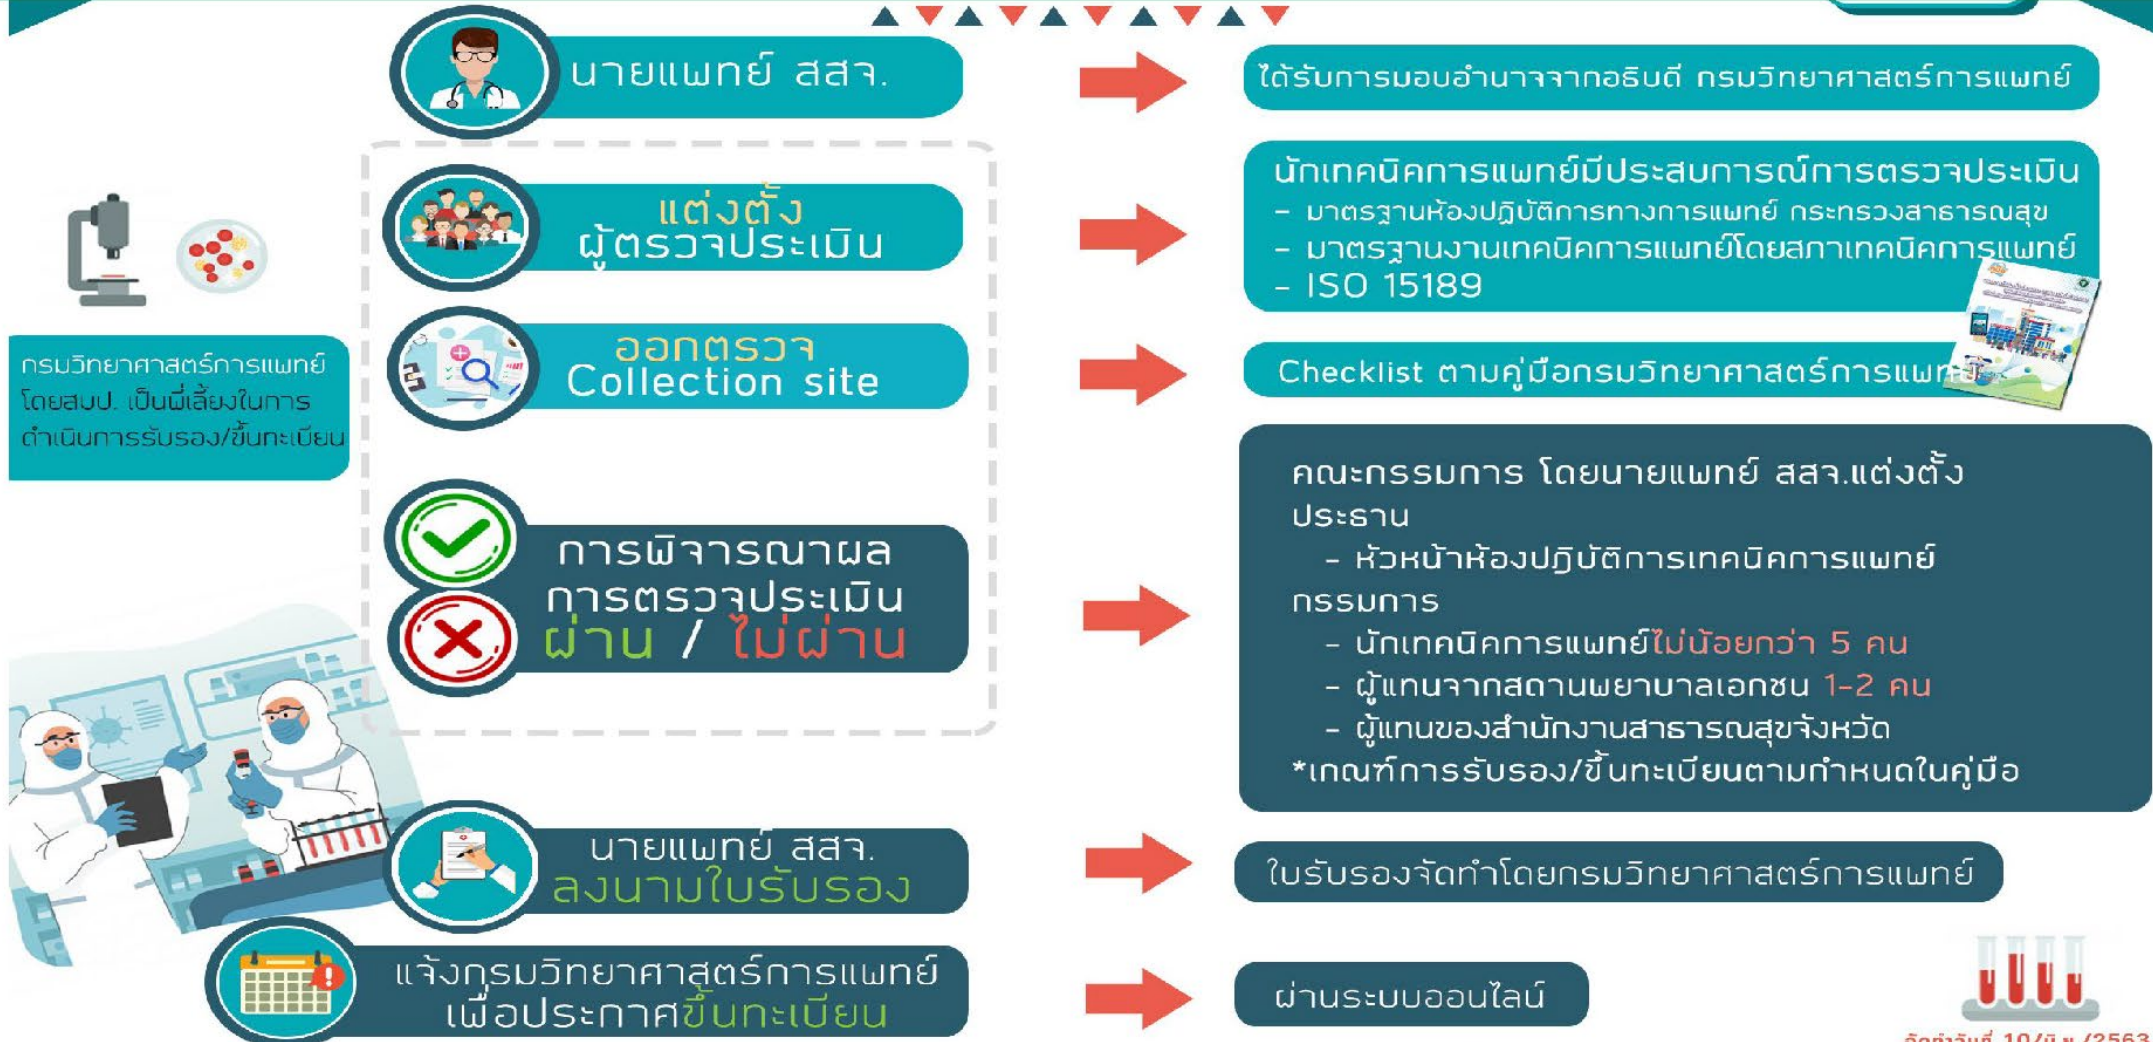 นายแพทย์ สสจ.
ได้รับการมอบอำนาจจากอธิบดี กรมวิทยาศาสตร์การแพทย์
แต่งตั้ง
ผู้ตรวจประเมิน
นักเทคนิคการแพทย์มีประสบการณ์การตรวจประเมิน
- มาตรฐานห้องปฏิบัติการทางการแพทย์ กระทรวงสาธารณสุข
- มาตรฐานงานเทคนิคการแพทย์โดยสภาเทคนิคการแพทย์
- ISO 15189
กรมวิทยาศาสตร์การแพทย์
โดยสบป. เป็นพี่เลี้ยงในการ
ดำเนินการรับรอง/ขึ้นทะเบียน
ออกตรวจ
Collection site
Checklist ตามคู่มือกรมวิทยาศาสตร์การแพทย์
การพิจารณาผล
การตรวจประเมิน
ผ่าน / ไม่ผ่าน
คณะกรรมการ โดยนายแพทย์ สสจ.แต่งตั้ง
ประธาน
- หัวหน้าห้องปฏิบัติการเทคนิคการแพทย์
กรรมการ
- นักเทคนิคการแพทย์ไม่น้อยกว่า 5 คน
- ผู้แทนจากสถานพยาบาลเอกชน 1-2 คน
- ผู้แทนของสำนักงานสาธารณสุขจังหวัด
*เกณฑ์การรับรอง/ขึ้นทะเบียนตามกำหนดในคู่มือ
นายแพทย์ สสจ.
ลงนามใบรับรอง
ใบรับรองจัดทำโดยกรมวิทยาศาสตร์การแพทย์
แจ้งกรมวิทยาศาสตร์การแพทย์
เพื่อประกาศขึ้นทะเบียน
ผ่านระบบออนไลน์
จัดทำวันที่ 10/มิ.ย./2563